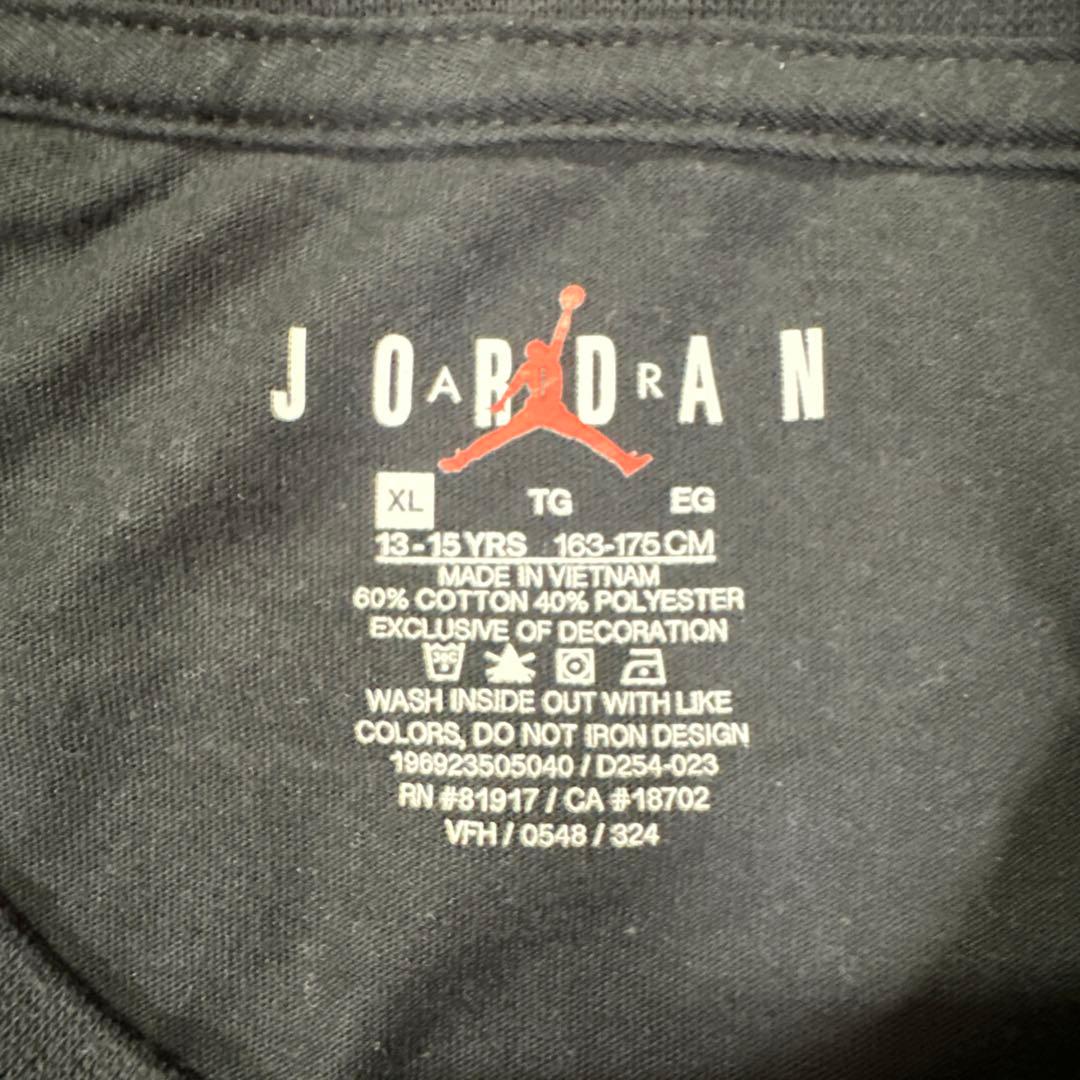 JORDAN
AIR
XL TG EG
13-15 YRS 163-175 CM
MADE IN VIETNAM
60% COTTON 40% POLYESTER
EXCLUSIVE OF DECORATION
30°C
WASH INSIDE OUT WITH LIKE
COLORS, DO NOT IRON DESIGN
196923505040 / D254-023
RN #81917 / CA #18702
VFH / 0548 / 324